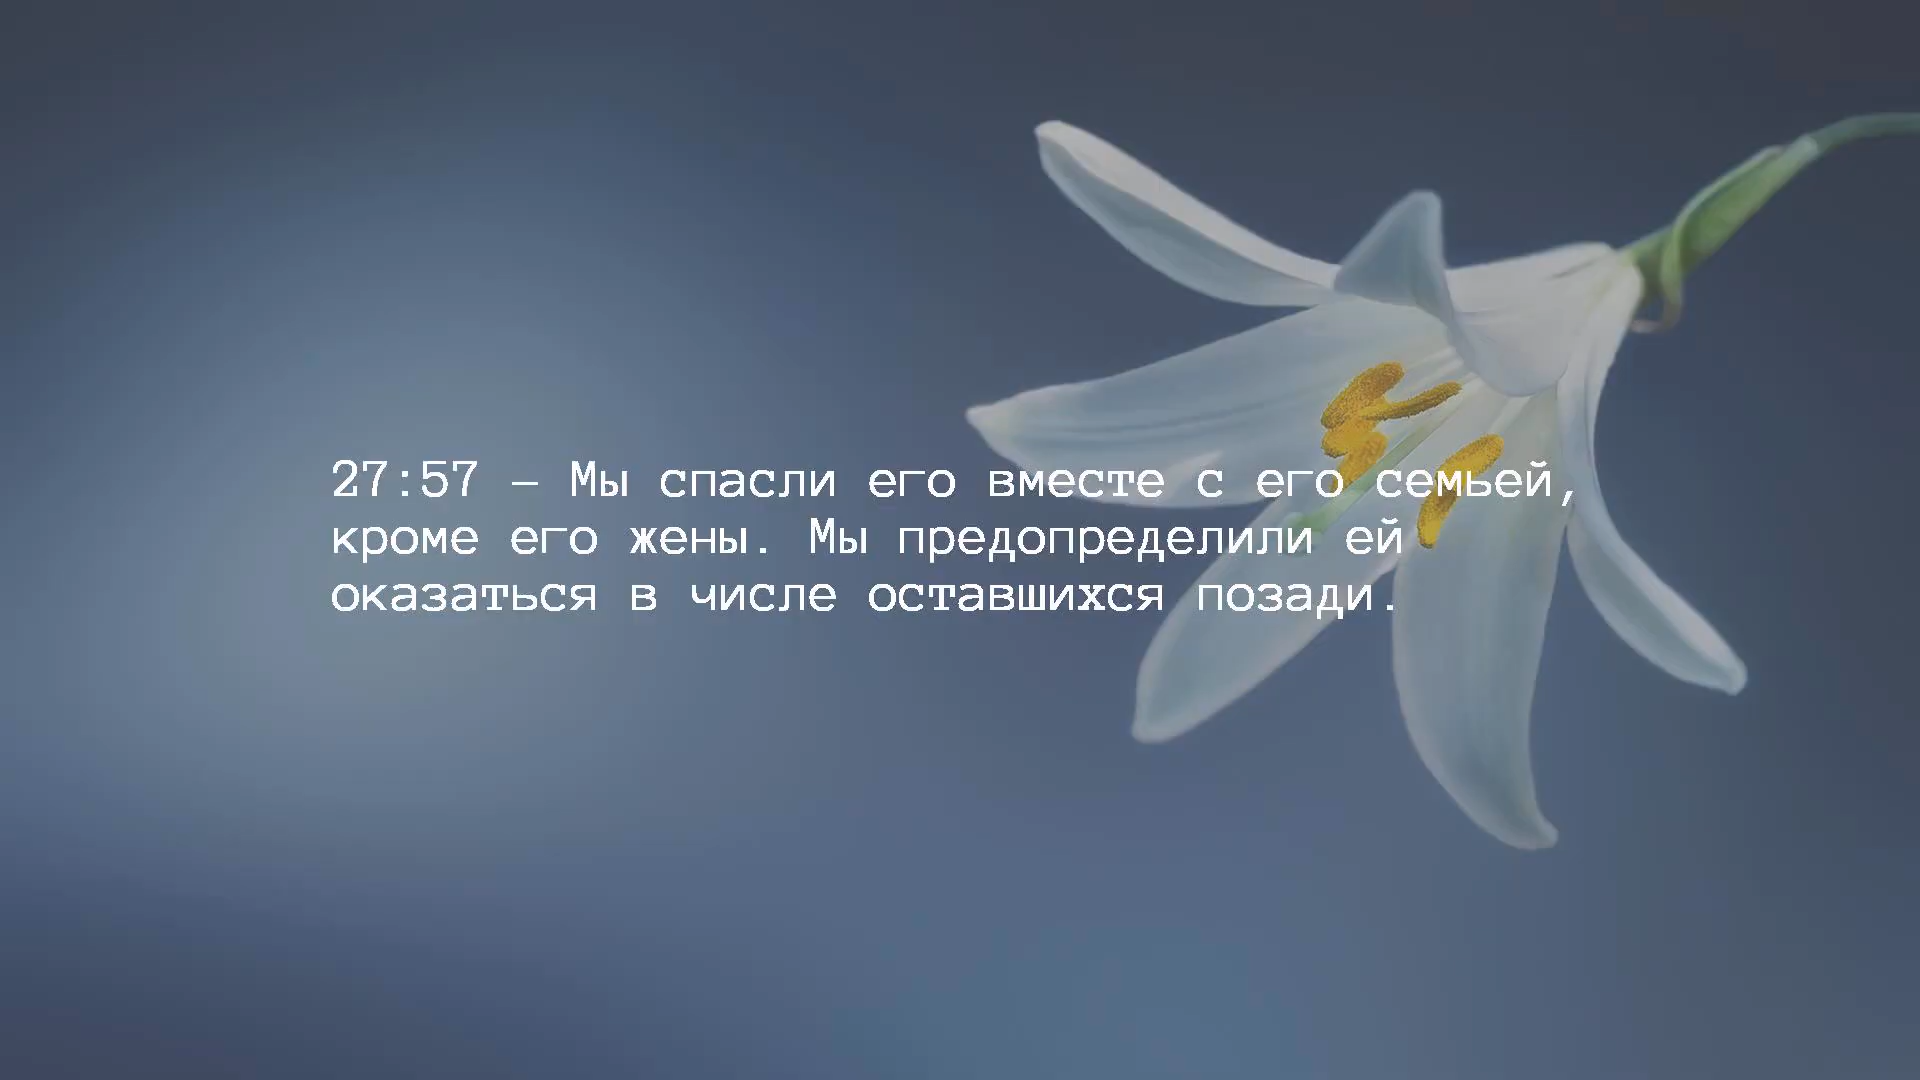 27:57 – Мы спасли его вместе с его семьей,
кроме его жены. Мы предопределили ей
оказаться в числе оставшихся позади.